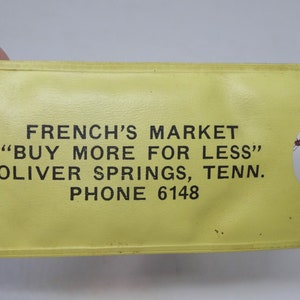 FRENCH'S MARKET
"BUY MORE FOR LESS"
OLIVER SPRINGS, TENN.
PHONE 6148